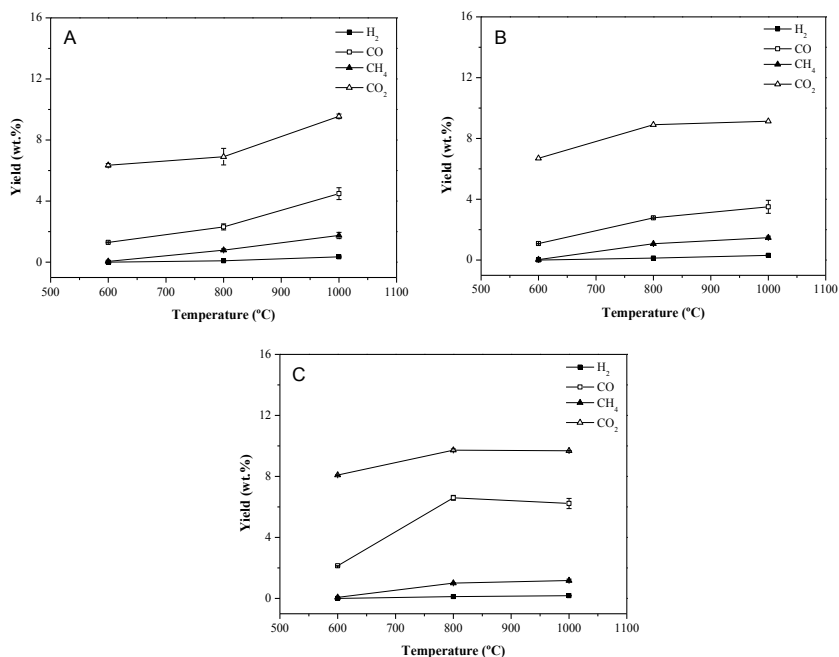 A
H₂
CO
CH₄
CO₂
16
12
8
4
0
Yield (wt.%)
500 600 700 800 900 1000 1100
Temperature (ºC)
B
H₂
CO
CH₄
CO₂
16
12
8
4
0
Yield (wt.%)
500 600 700 800 900 1000 1100
Temperature (ºC)
C
H₂
CO
CH₄
CO₂
16
12
8
4
0
Yield (wt.%)
500 600 700 800 900 1000 1100
Temperature (ºC)